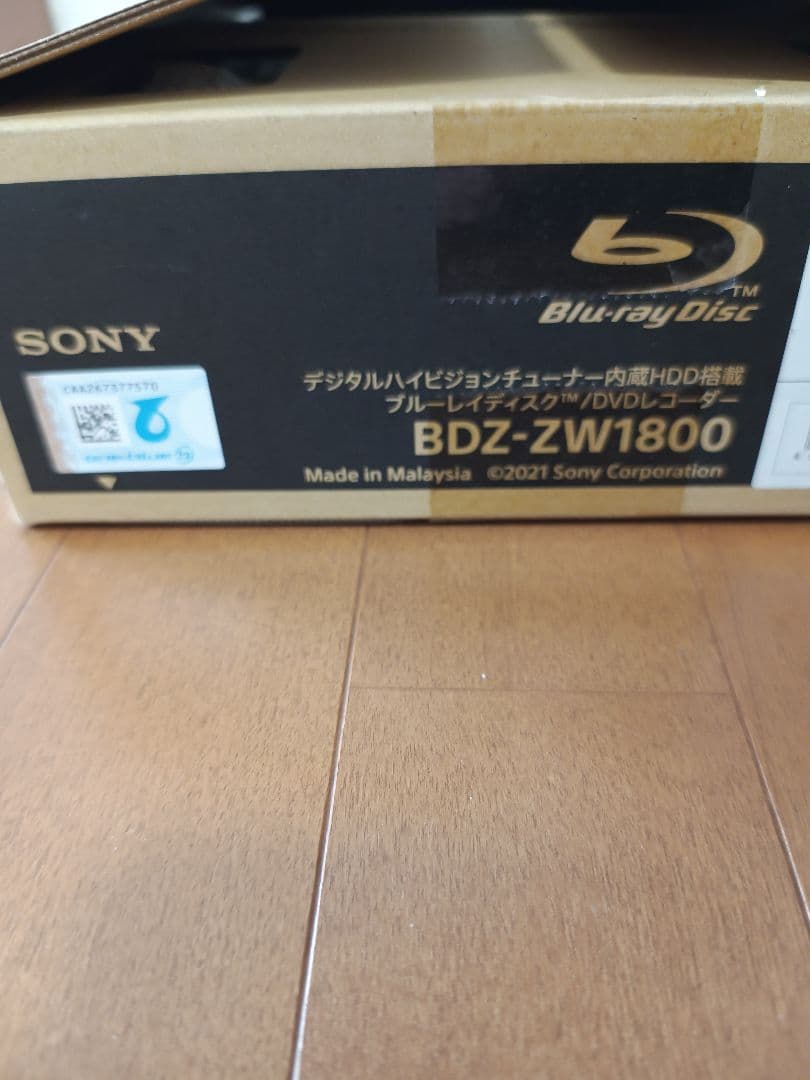 TM
Blu-ray Disc
SONY
デジタルハイビジョンチューナー内蔵HDD搭載
ブルーレイディスク™/DVDレコーダー
BDZ-ZW1800
Made in Malaysia ©2021 Sony Corporation